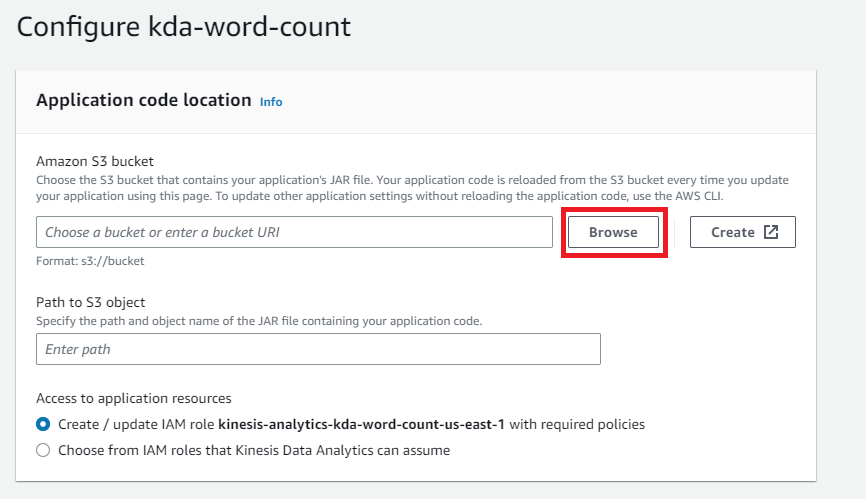 Configure kda-word-count
Application code location Info
Amazon S3 bucket
Choose the S3 bucket that contains your application's JAR file. Your application code is reloaded from the S3 bucket every time you update
your application using this page. To update other application settings without reloading the application code, use the AWS CLI.
Choose a bucket or enter a bucket URI Browse Create
Format: s3://bucket
Path to S3 object
Specify the path and object name of the JAR file containing your application code.
Enter path
Access to application resources
Create / update IAM role kinesis-analytics-kda-word-count-us-east-1 with required policies
Choose from IAM roles that Kinesis Data Analytics can assume